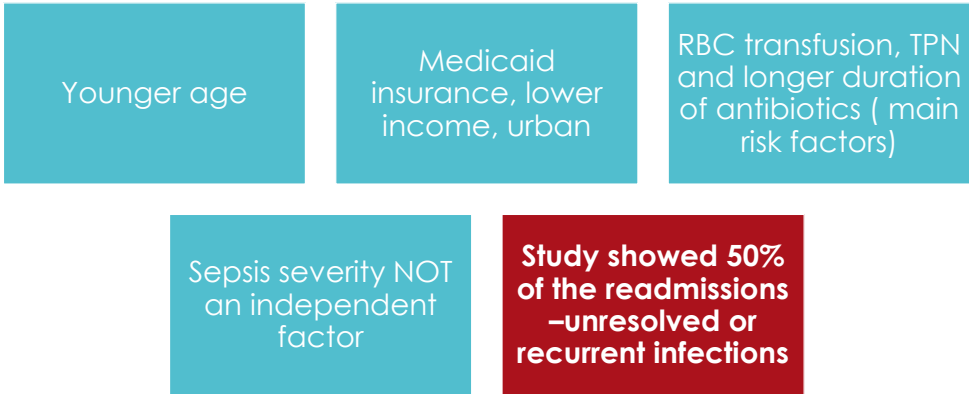 Younger age
Medicaid
insurance, lower
income, urban
RBC transfusion, TPN
and longer duration
of antibiotics ( main
risk factors)
Sepsis severity NOT
an independent
factor
Study showed 50%
of the readmissions
–unresolved or
recurrent infections